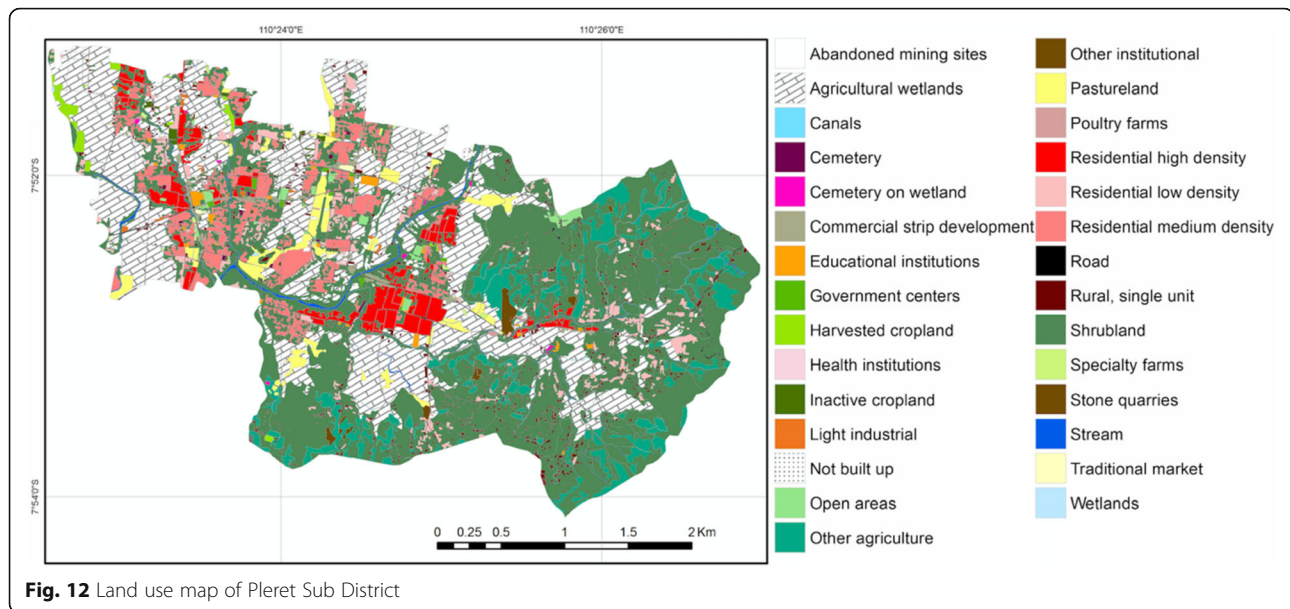 110°24'0"E
110°26'0"E
7°52'0"S
7°54'0"S
0 0.25 0.5 1 1.5 2 Km
Abandoned mining sites
Agricultural wetlands
Canals
Cemetery
Cemetery on wetland
Commercial strip development
Educational institutions
Government centers
Harvested cropland
Health institutions
Inactive cropland
Light industrial
Not built up
Open areas
Other agriculture
Other institutional
Pastureland
Poultry farms
Residential high density
Residential low density
Residential medium density
Road
Rural, single unit
Shrubland
Specialty farms
Stone quarries
Stream
Traditional market
Wetlands
Fig. 12 Land use map of Pleret Sub District